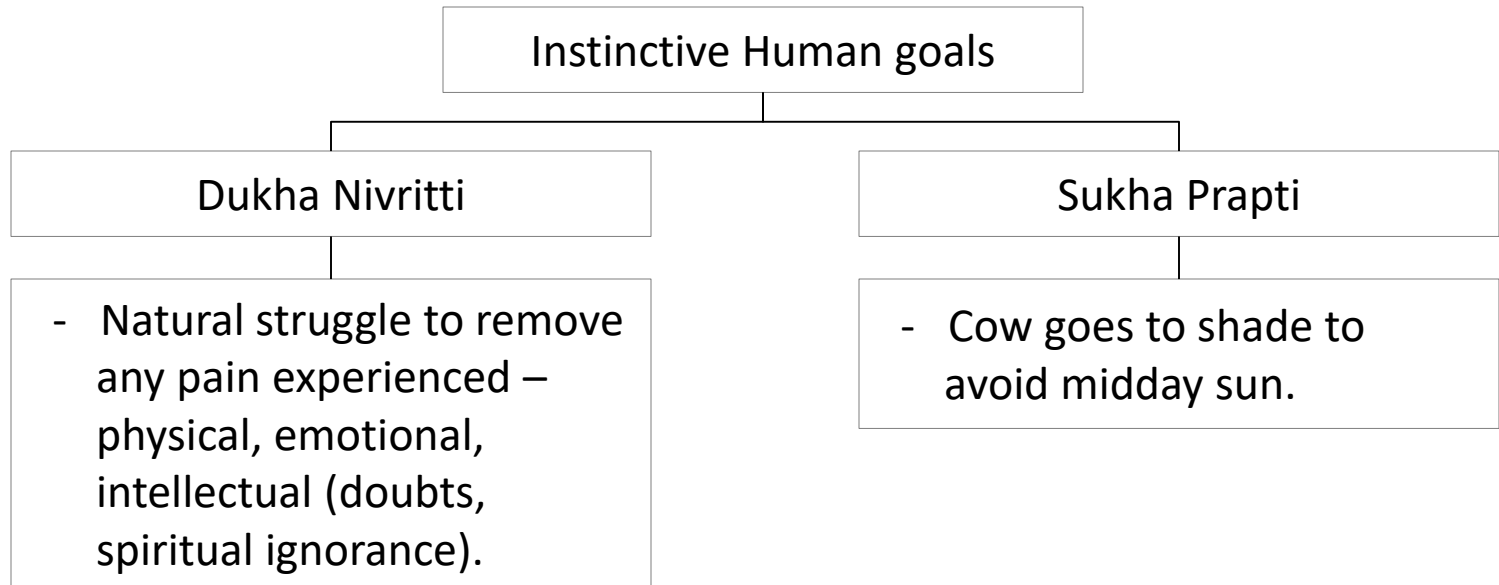 Instinctive Human goals
Dukha Nivritti
Sukha Prapti
- Natural struggle to remove
any pain experienced –
physical, emotional,
intellectual (doubts,
spiritual ignorance).
- Cow goes to shade to
avoid midday sun.